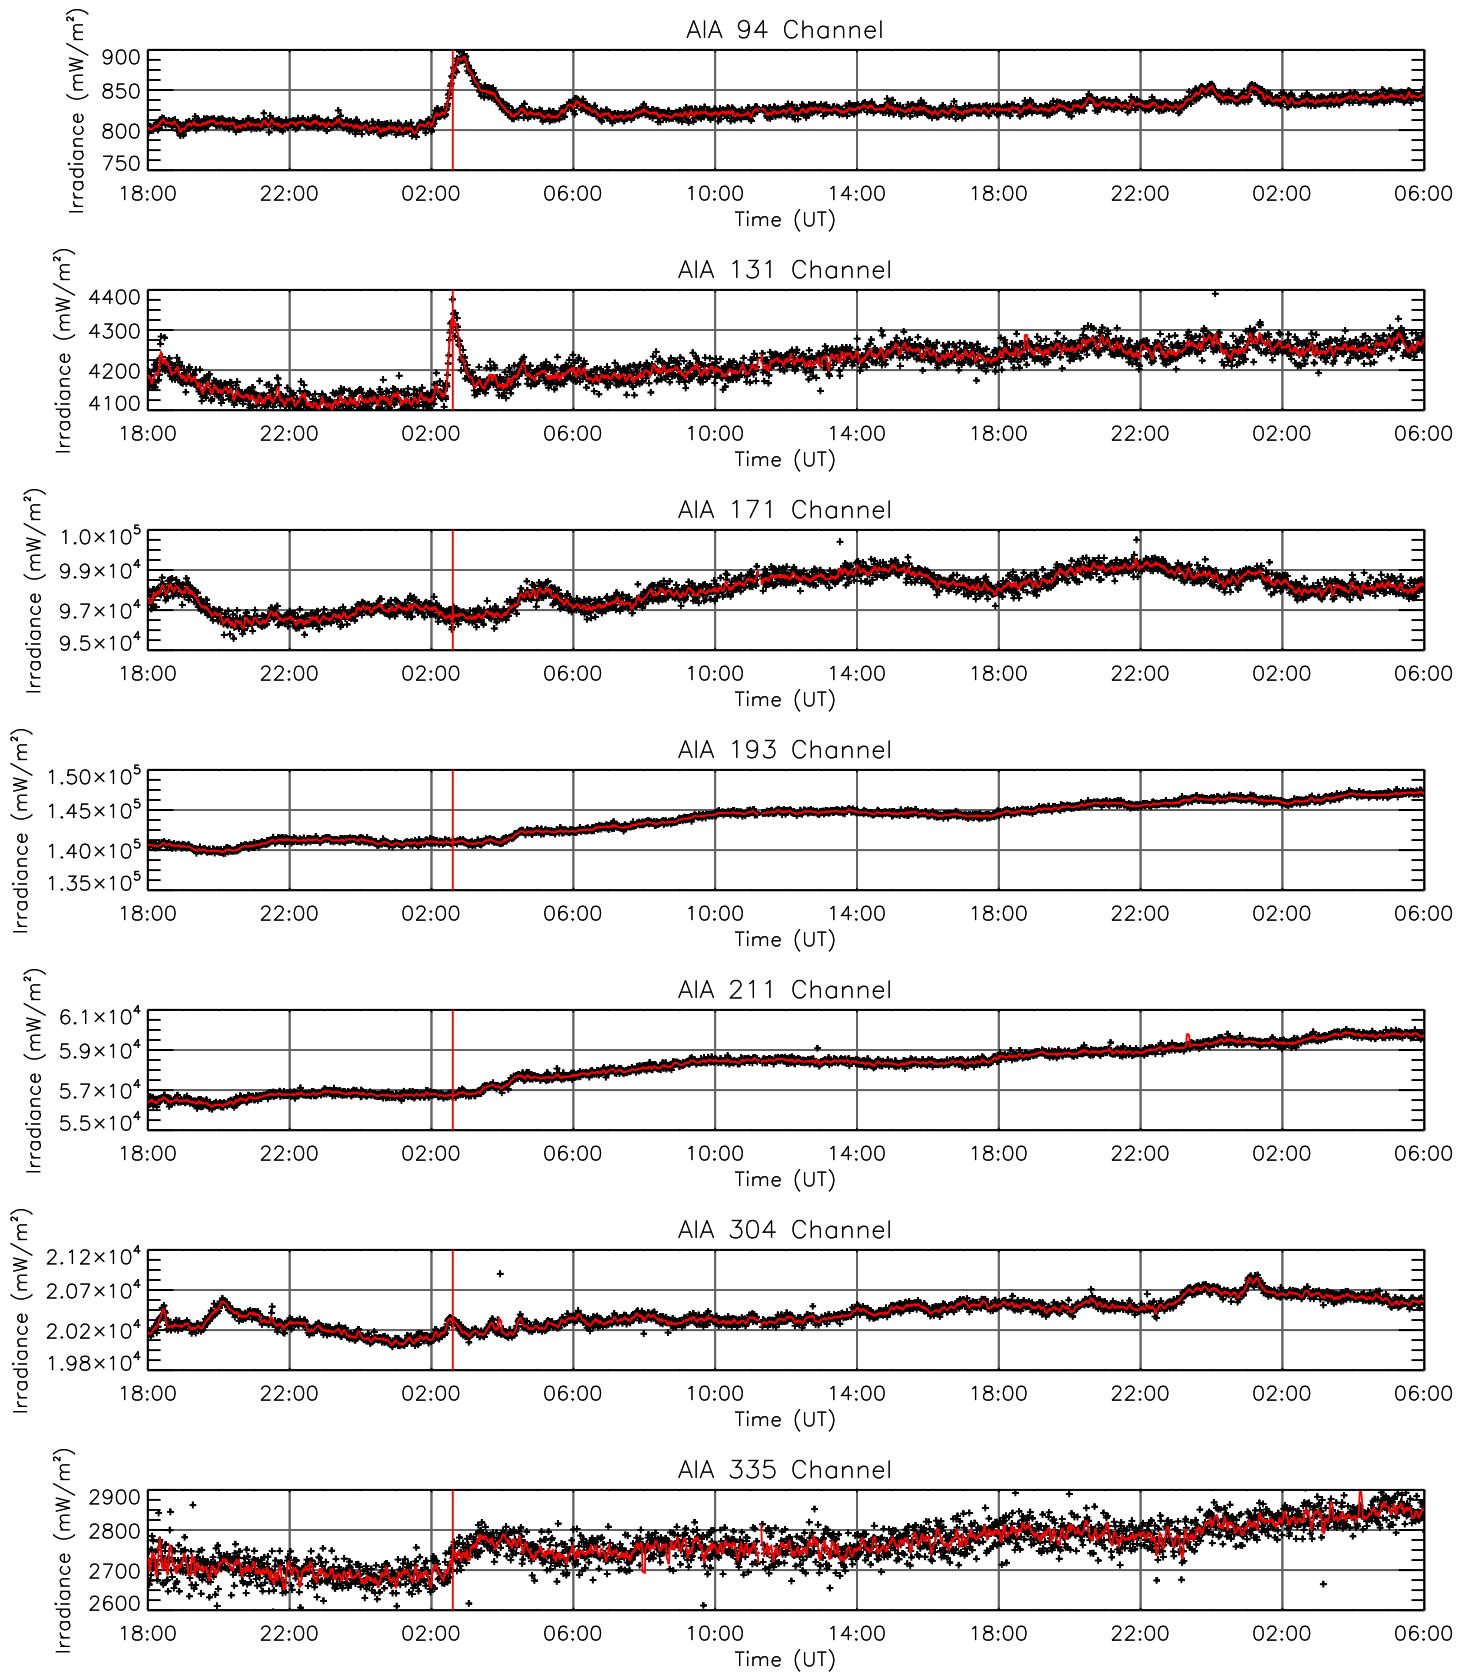 AIA 94 Channel
Irradiance (mW/m²)
900
850
800
750
18:00 22:00 02:00 06:00 10:00 14:00 18:00 22:00 02:00 06:00
Time (UT)
AIA 131 Channel
Irradiance (mW/m²)
4400
4300
4200
4100
18:00 22:00 02:00 06:00 10:00 14:00 18:00 22:00 02:00 06:00
Time (UT)
AIA 171 Channel
Irradiance (mW/m²)
1.0×10⁵
9.9×10⁴
9.7×10⁴
9.5×10⁴
18:00 22:00 02:00 06:00 10:00 14:00 18:00 22:00 02:00 06:00
Time (UT)
AIA 193 Channel
Irradiance (mW/m²)
1.50×10⁵
1.45×10⁵
1.40×10⁵
1.35×10⁵
18:00 22:00 02:00 06:00 10:00 14:00 18:00 22:00 02:00 06:00
Time (UT)
AIA 211 Channel
Irradiance (mW/m²)
6.1×10⁴
5.9×10⁴
5.7×10⁴
5.5×10⁴
18:00 22:00 02:00 06:00 10:00 14:00 18:00 22:00 02:00 06:00
Time (UT)
AIA 304 Channel
Irradiance (mW/m²)
2.12×10⁴
2.07×10⁴
2.02×10⁴
1.98×10⁴
18:00 22:00 02:00 06:00 10:00 14:00 18:00 22:00 02:00 06:00
Time (UT)
AIA 335 Channel
Irradiance (mW/m²)
2900
2800
2700
2600
18:00 22:00 02:00 06:00 10:00 14:00 18:00 22:00 02:00 06:00
Time (UT)